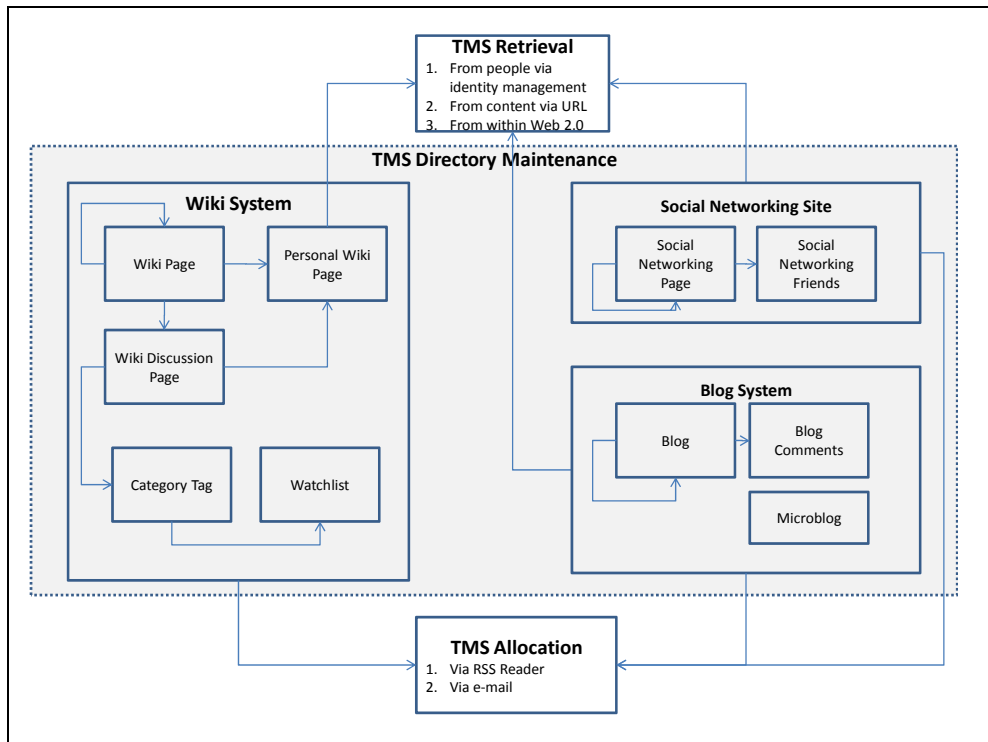 TMS Retrieval
1. From people via
identity management
2. From content via URL
3. From within Web 2.0
TMS Directory Maintenance
Wiki System
Wiki Page
Personal Wiki
Page
Wiki Discussion
Page
Category Tag
Watchlist
Social Networking Site
Social
Networking
Page
Social
Networking
Friends
Blog System
Blog
Blog
Comments
Microblog
TMS Allocation
1. Via RSS Reader
2. Via e-mail